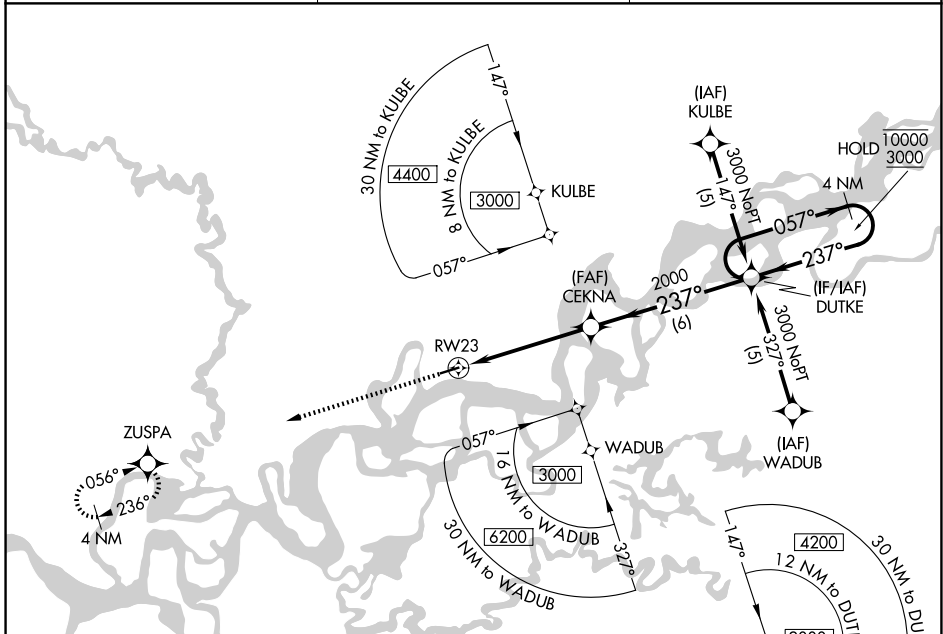 147°
30 NM to KULBE
4400
8 NM to KULBE
3000
KULBE
057°
(IAF)
KULBE
3000 NoPT
147°
(5)
HOLD
10000
3000
4 NM
057°
237°
(IF/IAF)
DUTKE
(FAF)
CEKNA
2000
237°
(6)
3000 NoPT
327°
(5)
(IAF)
WADUB
RW23
ZUSPA
056°
236°
4 NM
057°
WADUB
16 NM to WADUB
3000
6200
30 NM to WADUB
327°
147°
4200
30 NM to DU
12 NM to DUT